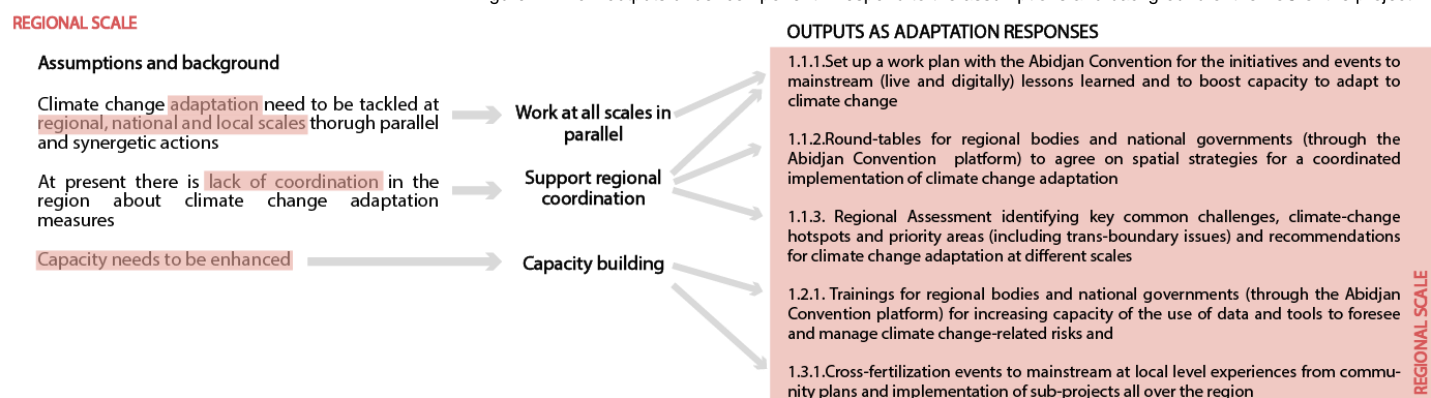 REGIONAL SCALE
Assumptions and background
Climate change adaptation need to be tackled at
regional, national and local scales thorugh parallel
and synergetic actions
At present there is lack of coordination in the
region about climate change adaptation
measures
Capacity needs to be enhanced
Work at all scales in
parallel
Support regional
coordination
Capacity building
OUTPUTS AS ADAPTATION RESPONSES
1.1.1.Set up a work plan with the Abidjan Convention for the initiatives and events to
mainstream (live and digitally) lessons learned and to boost capacity to adapt to
climate change
1.1.2.Round-tables for regional bodies and national governments (through the
Abidjan Convention platform) to agree on spatial strategies for a coordinated
implementation of climate change adaptation
1.1.3. Regional Assessment identifying key common challenges, climate-change
hotspots and priority areas (including trans-boundary issues) and recommendations
for climate change adaptation at different scales
1.2.1. Trainings for regional bodies and national governments (through the Abidjan
Convention platform) for increasing capacity of the use of data and tools to foresee
and manage climate change-related risks and
1.3.1.Cross-fertilization events to mainstream at local level experiences from commu-
nity plans and implementation of sub-projects all over the region
REGIONAL SCALE